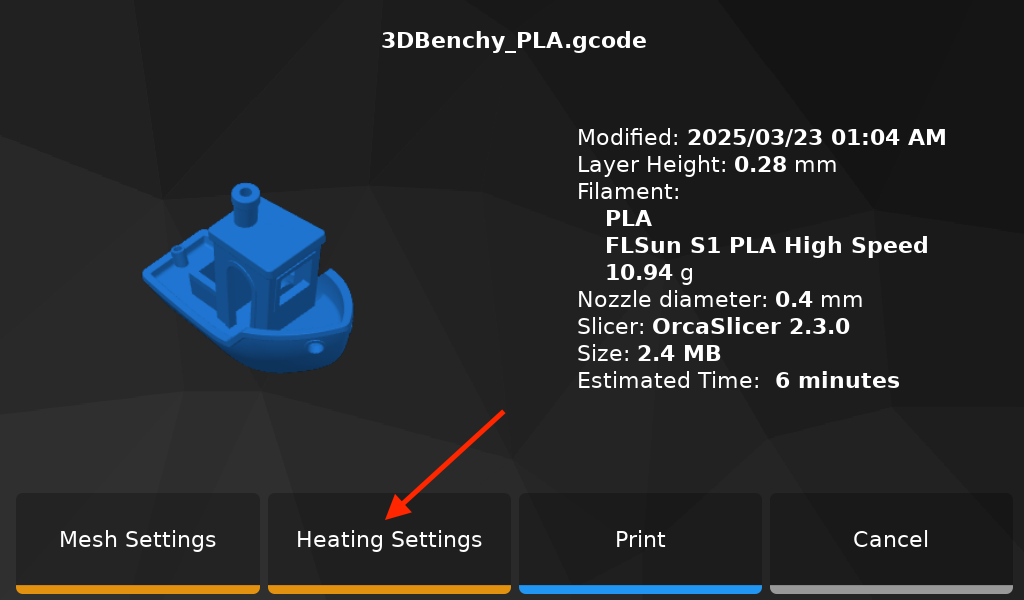 3DBenchy_PLA.gcode
Modified: 2025/03/23 01:04 AM
Layer Height: 0.28 mm
Filament:
PLA
FLSun S1 PLA High Speed
10.94 g
Nozzle diameter: 0.4 mm
Slicer: OrcaSlicer 2.3.0
Size: 2.4 MB
Estimated Time: 6 minutes
Mesh Settings
Heating Settings
Print
Cancel